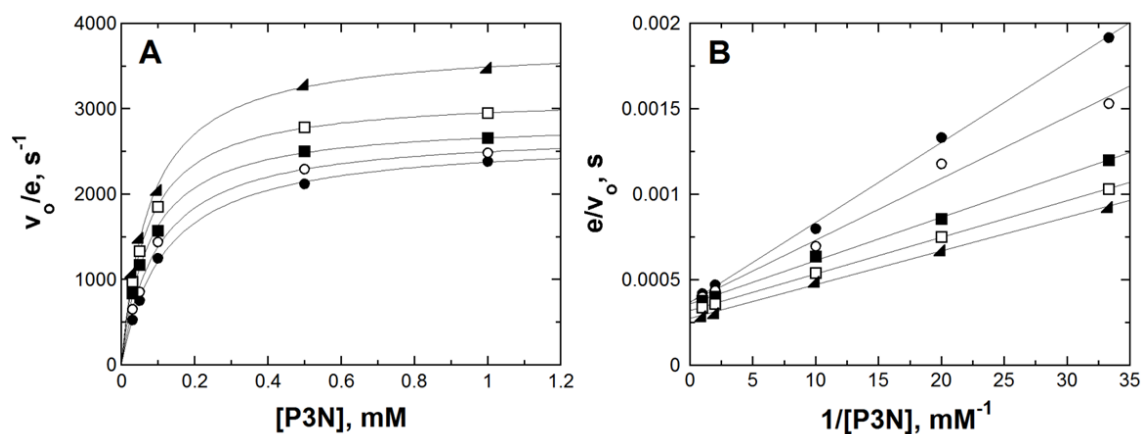 A
4000
3000
2000
1000
0
v_o/e, s⁻¹
0 0.2 0.4 0.6 0.8 1 1.2
[P3N], mM
B
0.002
0.0015
0.001
0.0005
0
e/v_o, s
0 5 10 15 20 25 30 35
1/[P3N], mM⁻¹